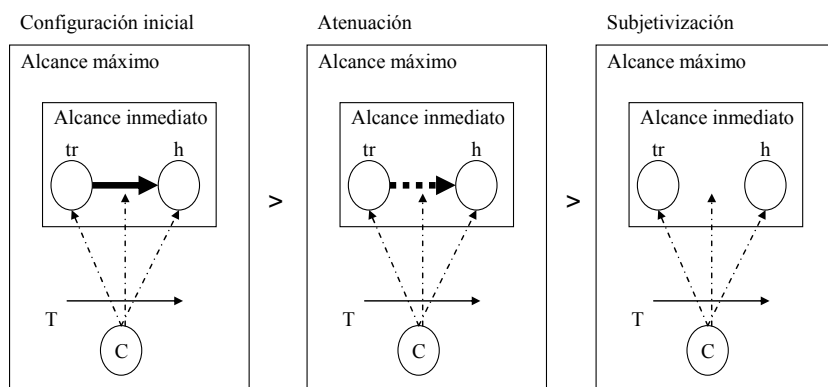 Configuración inicial
Atenuación
Subjetivización
Alcance máximo
Alcance máximo
Alcance máximo
Alcance inmediato
Alcance inmediato
Alcance inmediato
tr h
tr h
tr h
>
>
T
T
T
C
C
C